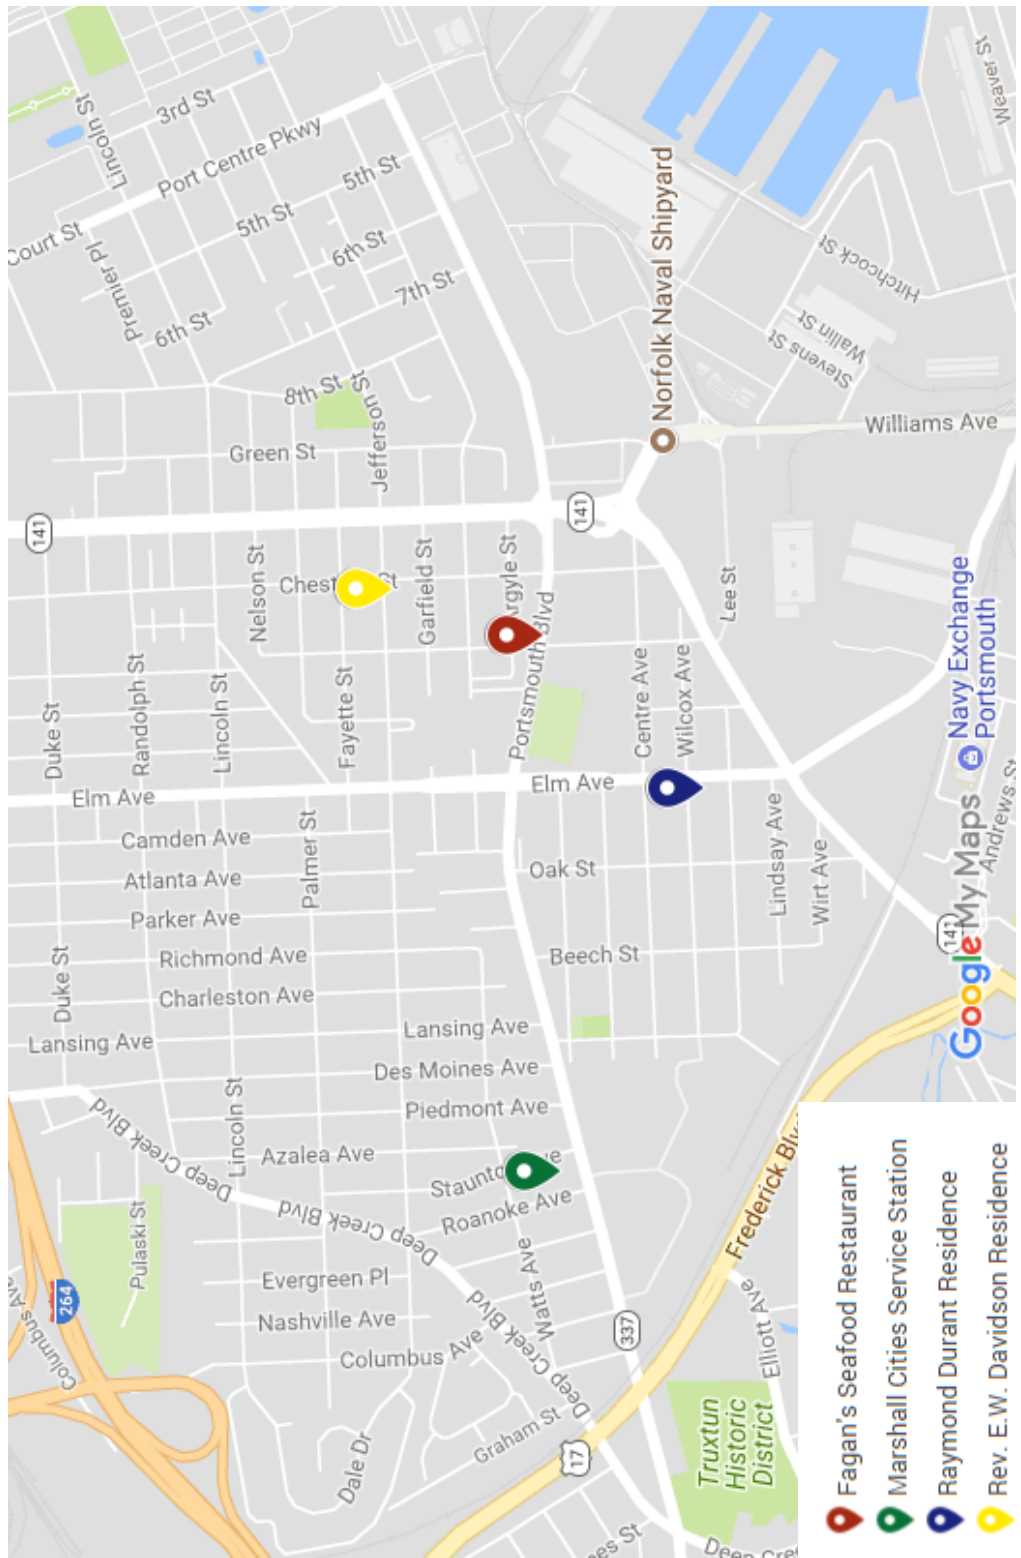 Court St
Lincoln St
3rd St
Port Centre Pkwy
5th St
5th St
Premier Pl
6th St
6th St
7th St
8th St
Jefferson St
Green St
141
Nelson St
Garfield St
Argyle St
141
Norfolk Naval Shipyard
Hitchcock St
Wallin St
Stevens St
Weaver St
Williams Ave
Duke St
Randolph St
Lincoln St
Fayette St
Portsmouth Blvd
Centre Ave
Wilcox Ave
Lee St
Navy Exchange
Portsmouth
Elm Ave
Elm Ave
Camden Ave
Atlanta Ave
Parker Ave
Richmond Ave
Charleston Ave
Palmer St
Oak St
Beech St
Lindsay Ave
Wirt Ave
Andrews St
141
Google My Maps
Duke St
Lansing Ave
Lansing Ave
Des Moines Ave
Piedmont Ave
Lincoln St
Azalea Ave
Deep Creek Blvd
Deep Creek Blvd
Deep Creek Blvd
Deep Creek Blvd
Deep Creek Blvd
Roanoke Ave
Watts Ave
Pulaski St
264
Evergreen Pl
Nashville Ave
Columbus Ave
Dale Dr
Graham St
337
17
Frederick Blv
Elliott Ave
Truxtun
Historic
District
Fagan's Seafood Restaurant
Marshall Cities Service Station
Raymond Durant Residence
Rev. E.W. Davidson Residence